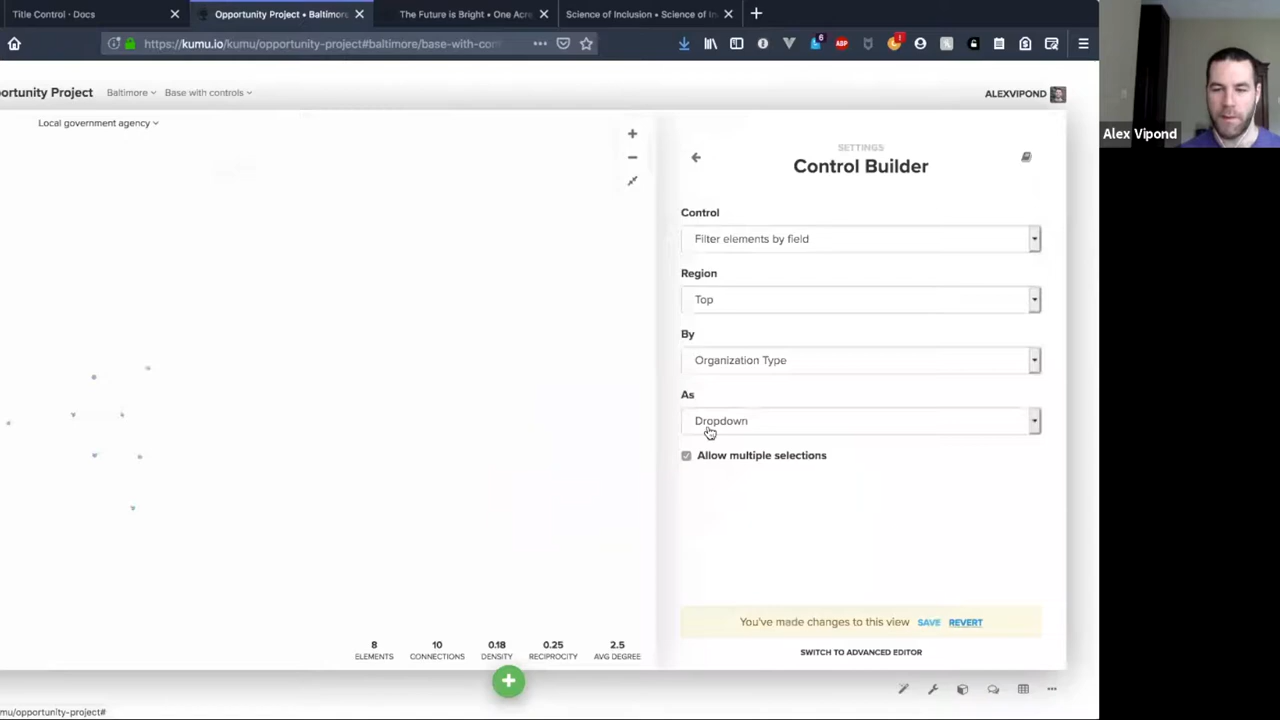 Title Control · Docs
Opportunity Project • Baltimore
The Future is Bright • One Acre
Science of Inclusion • Science of In
https://kumu.io/kumu/opportunity-project#baltimore/base-with-con
6
ABP
1
ortunity Project
Baltimore
Base with controls
ALEXVIPOND
Local government agency
SETTINGS
Control Builder
Control
Filter elements by field
Region
Top
By
Organization Type
As
Dropdown
Allow multiple selections
You've made changes to this view SAVE REVERT
SWITCH TO ADVANCED EDITOR
8 10 0.18 0.25 2.5
ELEMENTS CONNECTIONS DENSITY RECIPROCITY AVG DEGREE
mu/opportunity-project#
Alex Vipond